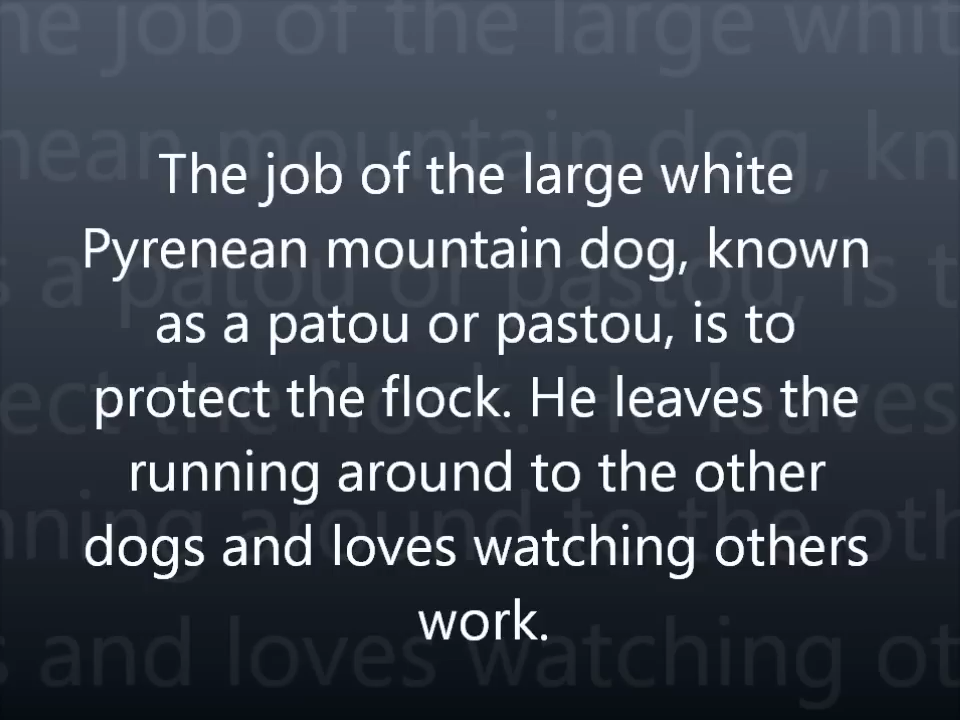 The job of the large white
Pyrenean mountain dog, known
as a patou or pastou, is to
protect the flock. He leaves the
running around to the other
dogs and loves watching others
work.